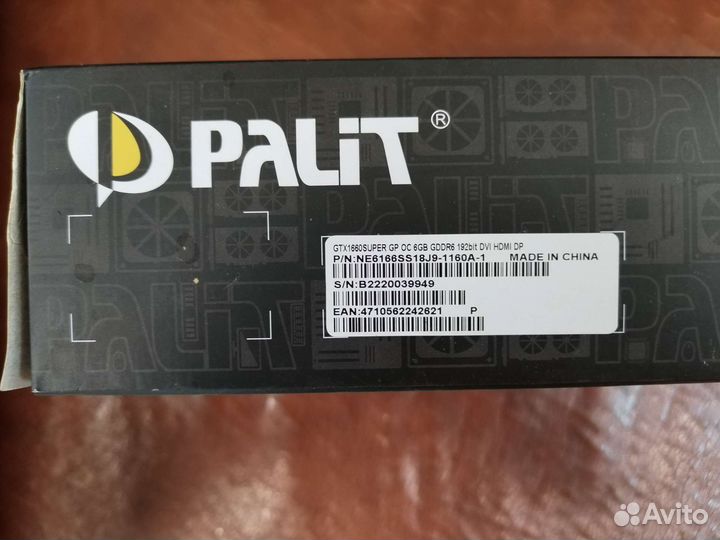 PALiT®
GTX1660SUPER GP OC 6GB GDDR6 192bit DVI HDMI DP
P/N:NE6166SS18J9-1160A-1 MADE IN CHINA
S/N:B2220039949
EAN:4710562242621 P
Avito